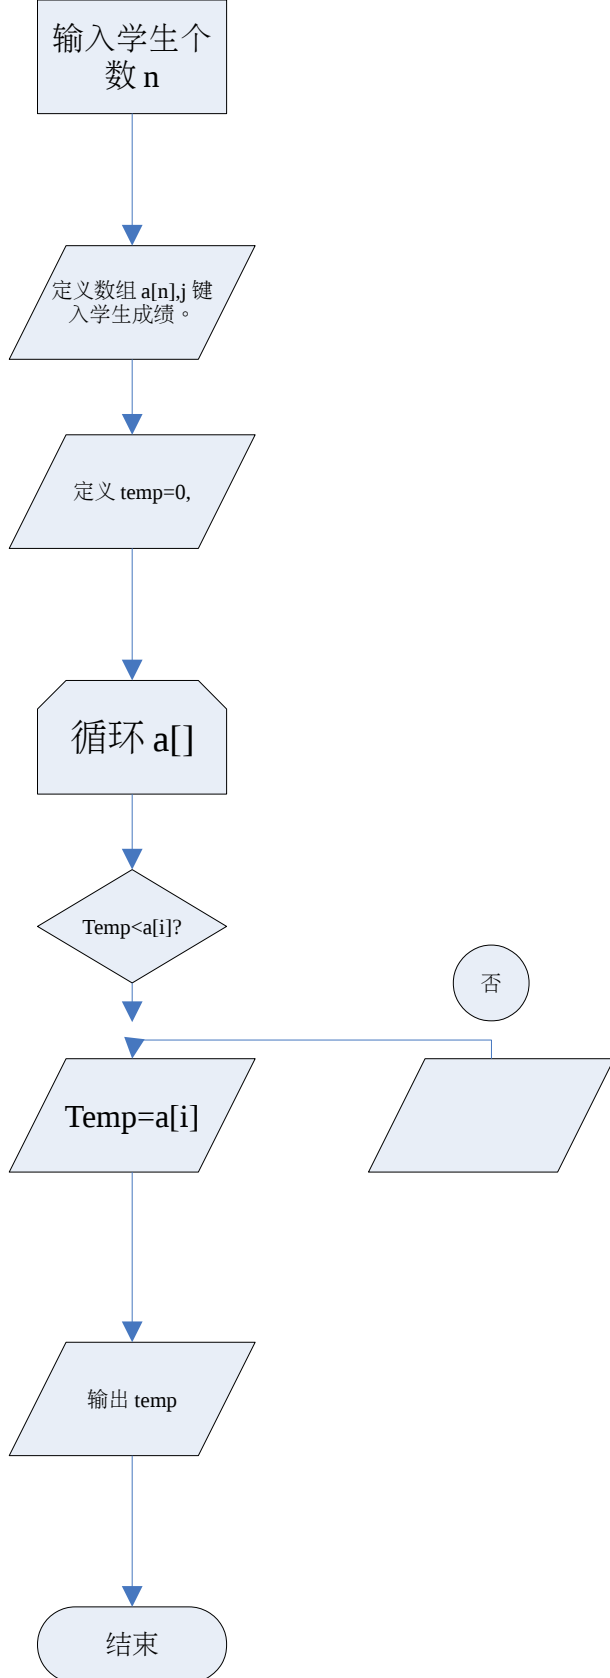 输入学生个
数 n
定义数组 a[n],j 键
入学生成绩。
定义 temp=0,
循环 a[]
Temp<a[i]?
否
Temp=a[i]
输出 temp
结束